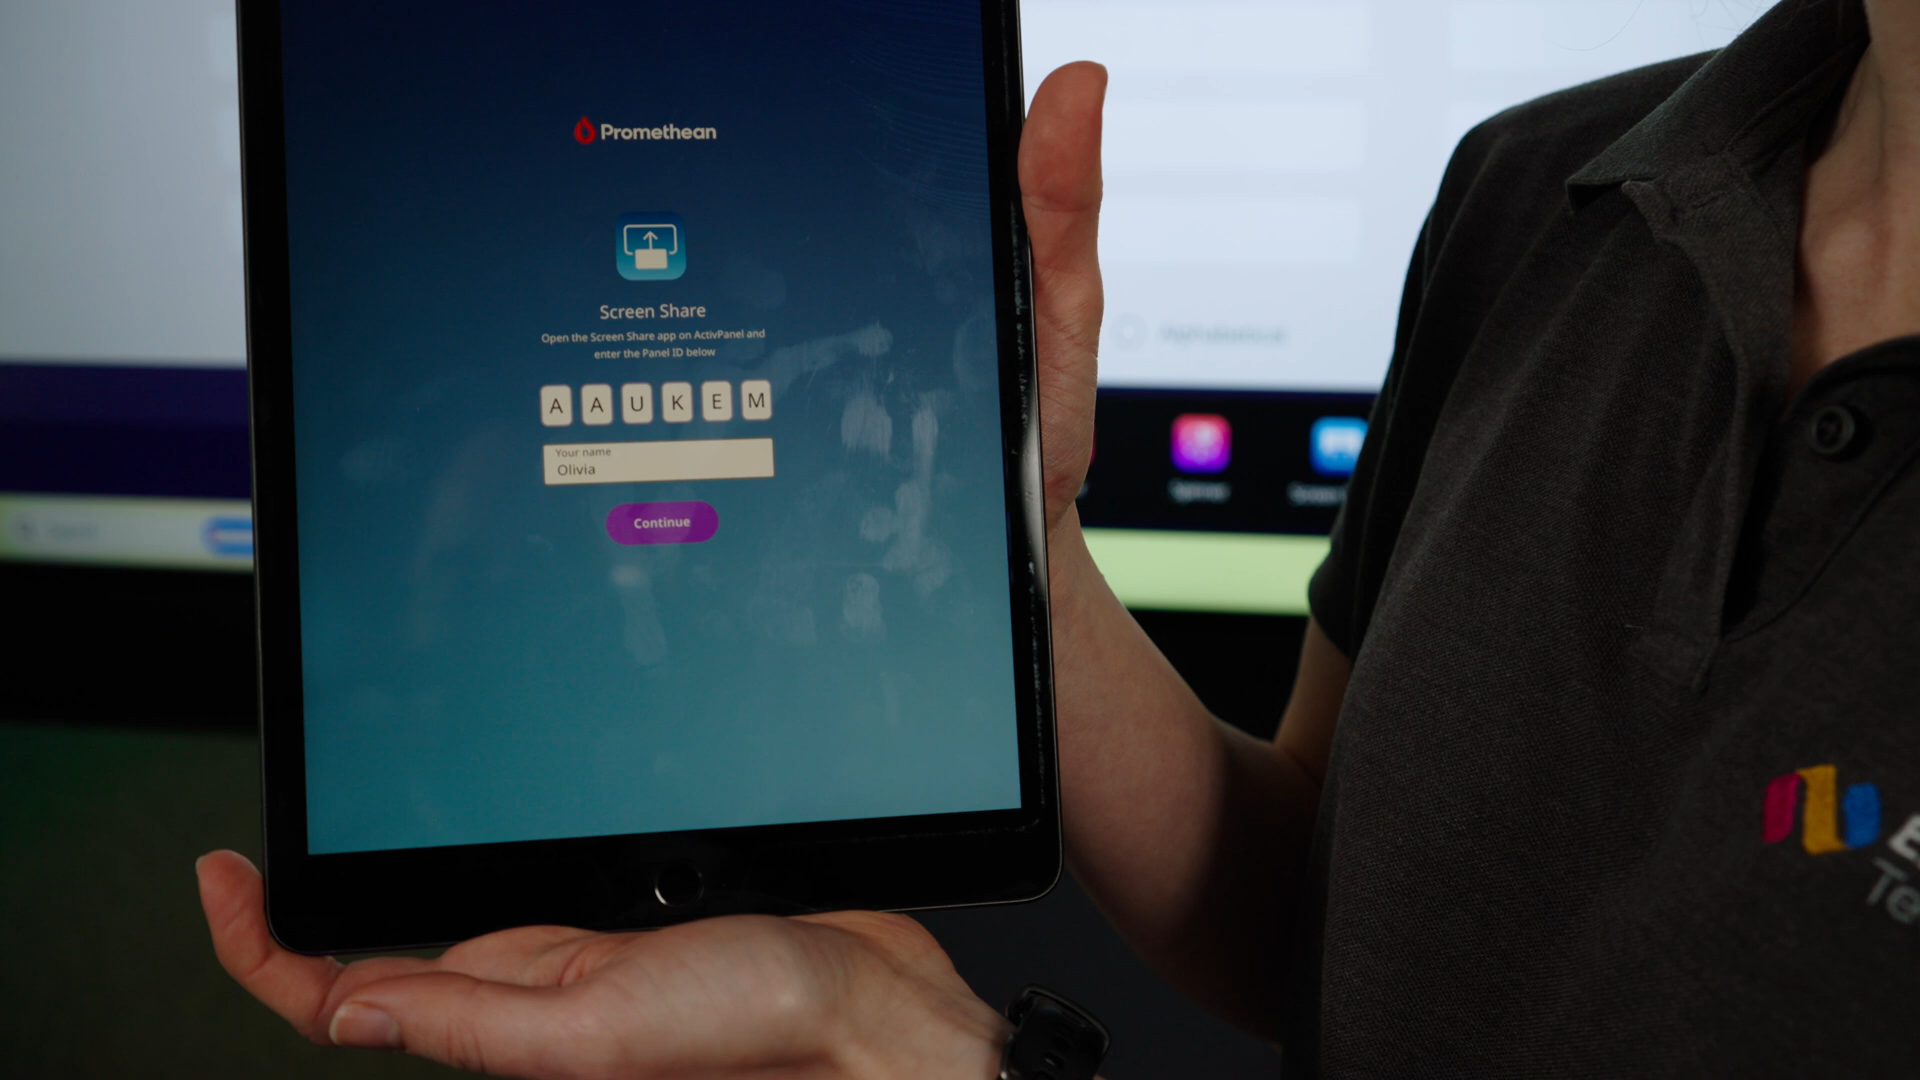 Promethean
Screen Share
Open the Screen Share app on ActivPanel and
enter the Panel ID below
A A U K E M
Your name
Olivia
Continue